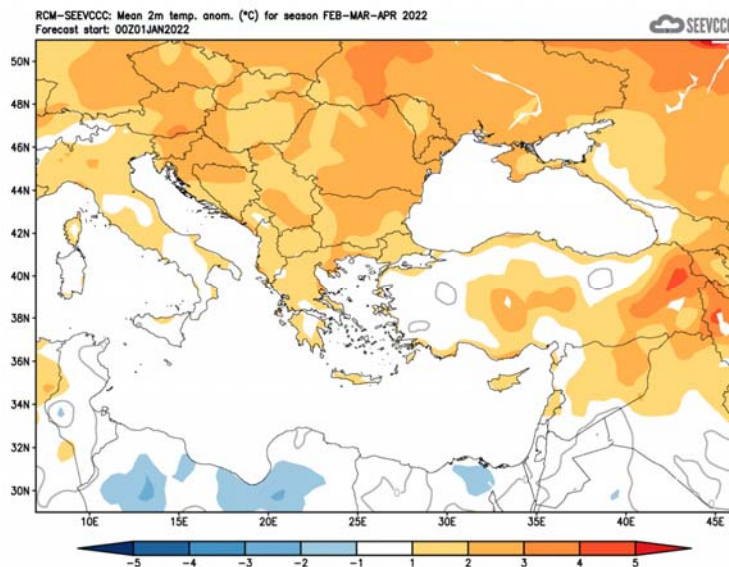 RCM-SEEVCCC: Mean 2m temp. anom. (°C) for season FEB-MAR-APR 2022
Forecast start: 00Z01JAN2022
SEEVCCC
50N
48N
46N
44N
42N
40N
38N
36N
34N
32N
30N
10E 15E 20E 25E 30E 35E 40E 45E
-5 -4 -3 -2 -1 1 2 3 4 5